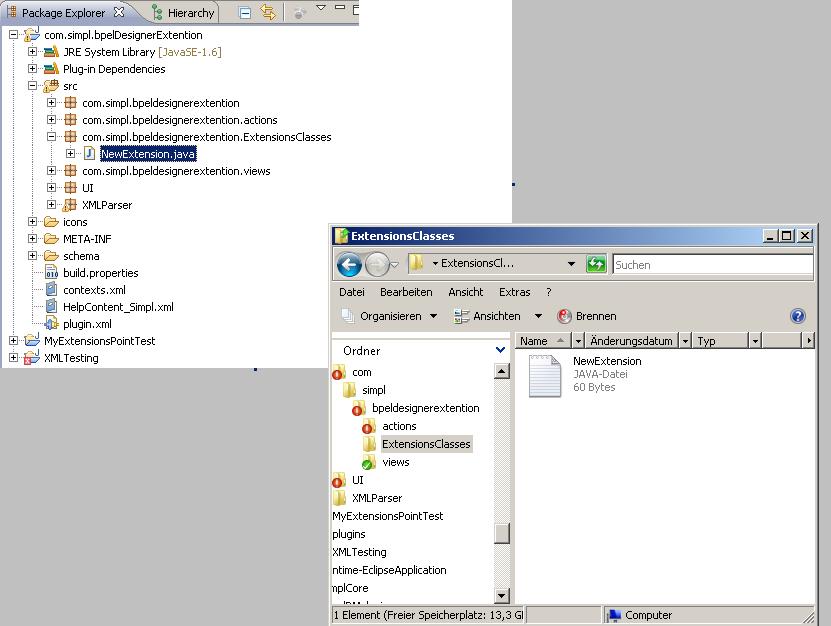 Package Explorer
Hierarchy
com.simpl.bpelDesignerExtention
JRE System Library [JavaSE-1.6]
Plug-in Dependencies
src
com.simpl.bpeldesignerextention
com.simpl.bpeldesignerextention.actions
com.simpl.bpeldesignerextention.ExtensionsClasses
NewExtension.java
com.simpl.bpeldesignerextention.views
UI
XMLParser
icons
META-INF
schema
build.properties
contexts.xml
HelpContent_Simpl.xml
plugin.xml
MyExtensionsPointTest
XMLTesting
ExtensionsClasses
ExtensionsCl...
Suchen
Datei Bearbeiten Ansicht Extras ?
Organisieren Ansichten Brennen
Ordner
com
simpl
bpeldesignerextention
actions
ExtensionsClasses
views
UI
XMLParser
MyExtensionsPointTest
plugins
XMLTesting
ntime-EclipseApplication
mplCore
Name Änderungsdatum Typ
NewExtension
JAVA-Datei
60 Bytes
1 Element (Freier Speicherplatz: 13,3 G
Computer